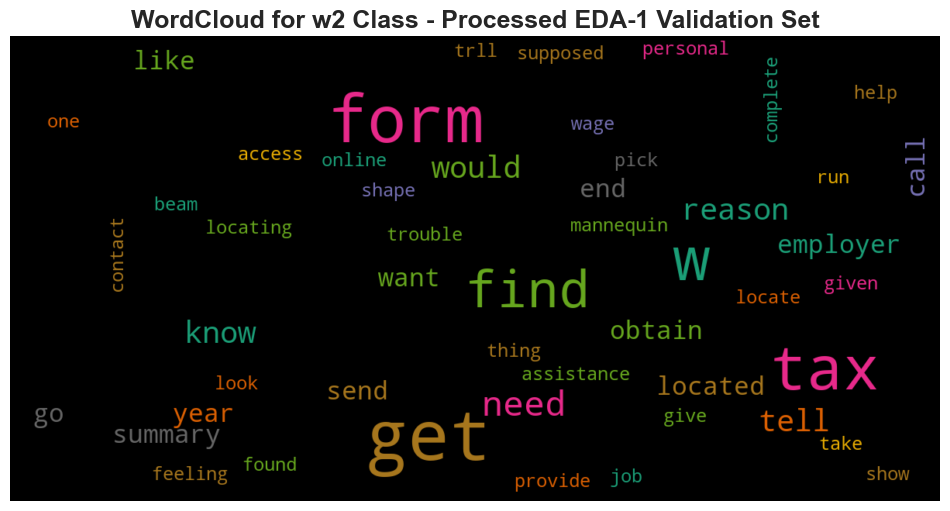 WordCloud for w2 Class - Processed EDA-1 Validation Set
like
trll
supposed
personal
complete
help
one
form
wage
access
online
would
pick
call
shape
end
run
beam
reason
locating
trouble
mannequin
employer
contact
want
find
w
given
locate
know
obtain
thing
tax
look
assistance
send
located
go
year
need
give
tell
summary
get
take
feeling
found
provide
job
show